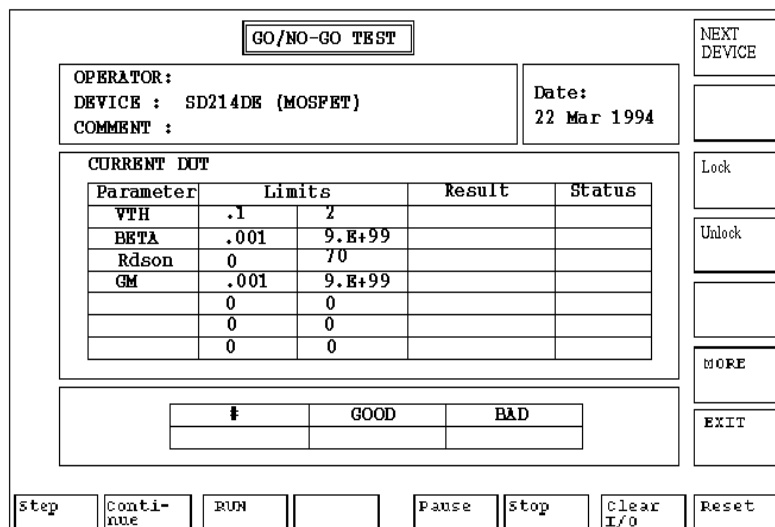 GO/NO-GO TEST
OPERATOR:
DEVICE : SD214DE (MOSFET)
COMMENT :
Date:
22 Mar 1994
CURRENT DUT
Parameter Limits Result Status
VTH .1 2
BETA .001 9.E+99
Rdson 0 70
GM .001 9.E+99
0 0
0 0
0 0
# GOOD BAD
NEXT
DEVICE
Lock
Unlock
MORE
EXIT
Step
Conti-
nue
RUN
Pause
Stop
Clear
I/O
Reset